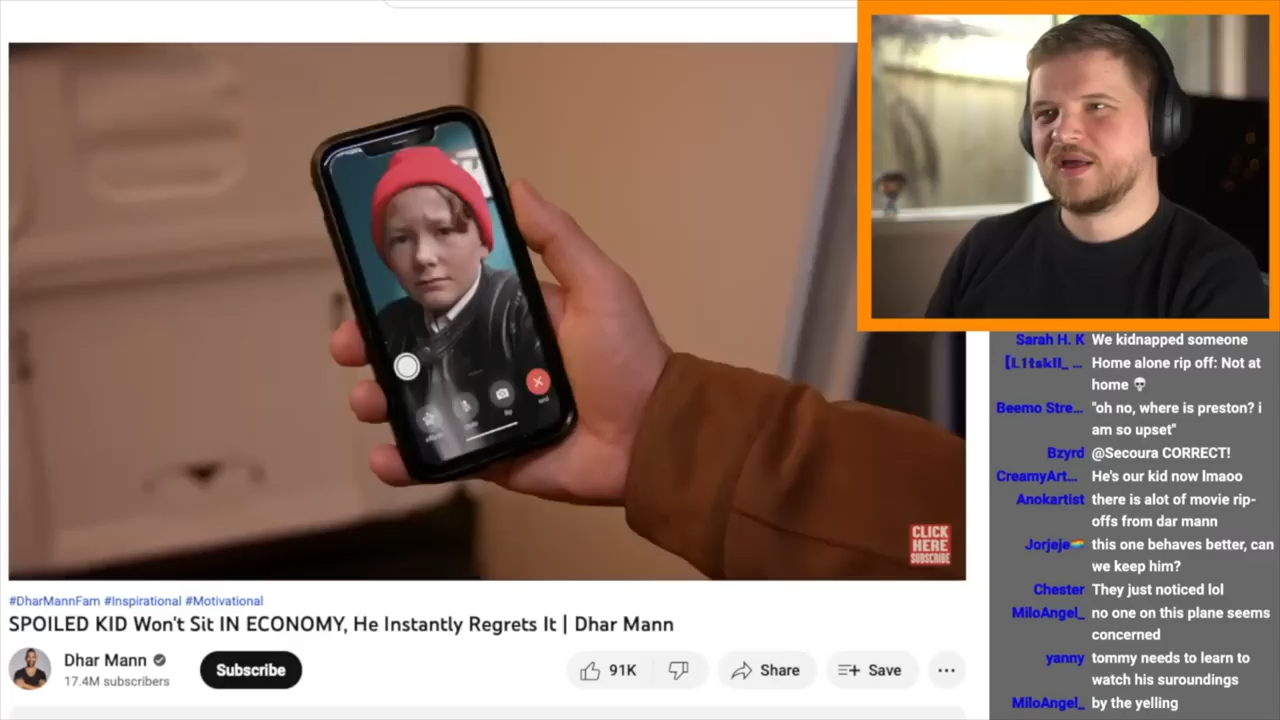 CLICK
HERE
SUBSCRIBE
#DharMannFam #Inspirational #Motivational
SPOILED KID Won't Sit IN ECONOMY, He Instantly Regrets It | Dhar Mann
Dhar Mann
17.4M subscribers
Subscribe
91K
Share
Save
Sarah H. K We kidnapped someone
【L1tskll_ ... Home alone rip off: Not at
home 💀
Beemo Stre... "oh no, where is preston? i
am so upset"
Bzyrd @Secoura CORRECT!
CreamyArt... He's our kid now lmaoo
Anokartist there is alot of movie rip-
offs from dar mann
Jorjeje🏳️‍🌈 this one behaves better, can
we keep him?
Chester They just noticed lol
MiloAngel_ no one on this plane seems
concerned
yanny tommy needs to learn to
watch his suroundings
MiloAngel_ by the yelling